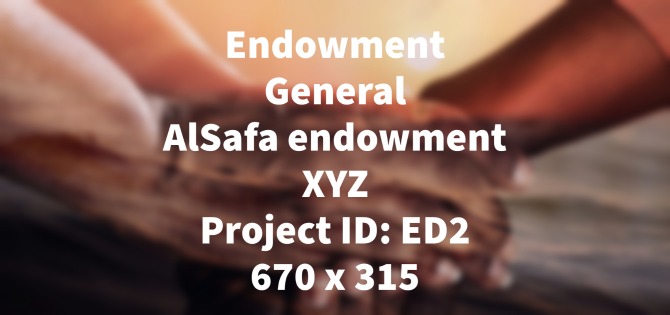 Endowment
General
AlSafa endowment
XYZ
Project ID: ED2
670 x 315